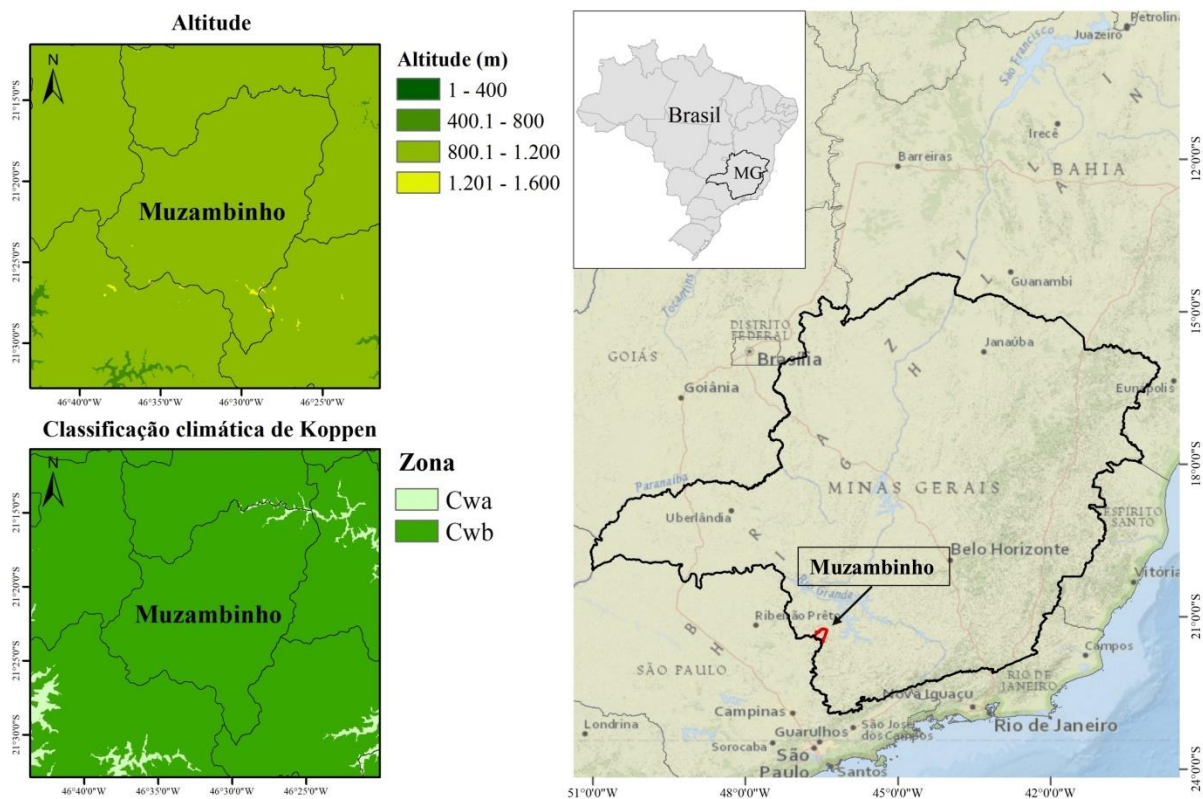 Altitude
N
Altitude (m)
1 - 400
400.1 - 800
800.1 - 1.200
1.201 - 1.600
Muzambinho
21°15'0"S
21°20'0"S
21°25'0"S
21°30'0"S
46°40'0"W
46°35'0"W
46°30'0"W
46°25'0"W
Classificação climática de Koppen
N
Zona
Cwa
Cwb
Muzambinho
21°15'0"S
21°20'0"S
21°25'0"S
21°30'0"S
46°40'0"W
46°35'0"W
46°30'0"W
46°25'0"W
Brasil
MG
Petrolina
Juazeiro
São Francisco
Irecê
Barreiras
BAHIA
Guanambi
Tocantins
DISTRITO
FEDERAL
Brasília
GOIÁS
Goiânia
Janaúba
Eunápolis
BRAZIL
Paranaíba
MINAS GERAIS
Uberlândia
ESPÍRITO
SANTO
Belo Horizonte
Vitória
Muzambinho
Rio Grande
Ribeirão Prêto
B H A G Z H L L A N I
SÃO PAULO
Campos
RIO DE
JANEIRO
Nova Iguaçu
Campinas
Rio de Janeiro
Londrina
Guarulhos
São José
dos Campos
Sorocaba
São
Paulo
Santos
12°0'0"S
15°0'0"S
18°0'0"S
21°0'0"S
24°0'0"S
51°0'0"W
48°0'0"W
45°0'0"W
42°0'0"W